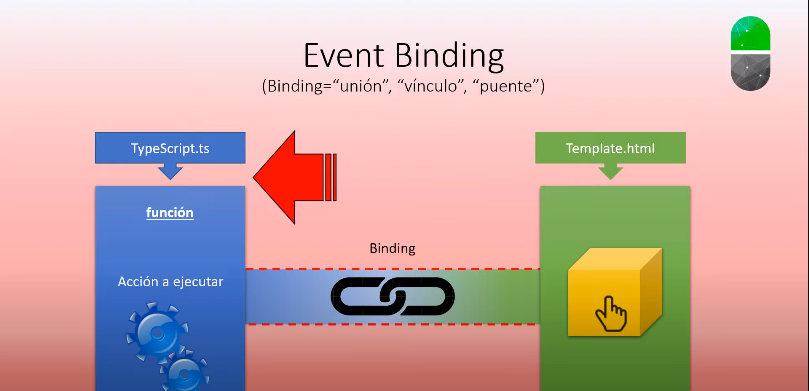 Event Binding
(Binding=“unión”, “vínculo”, “puente”)
TypeScript.ts
Template.html
función
Binding
Acción a ejecutar